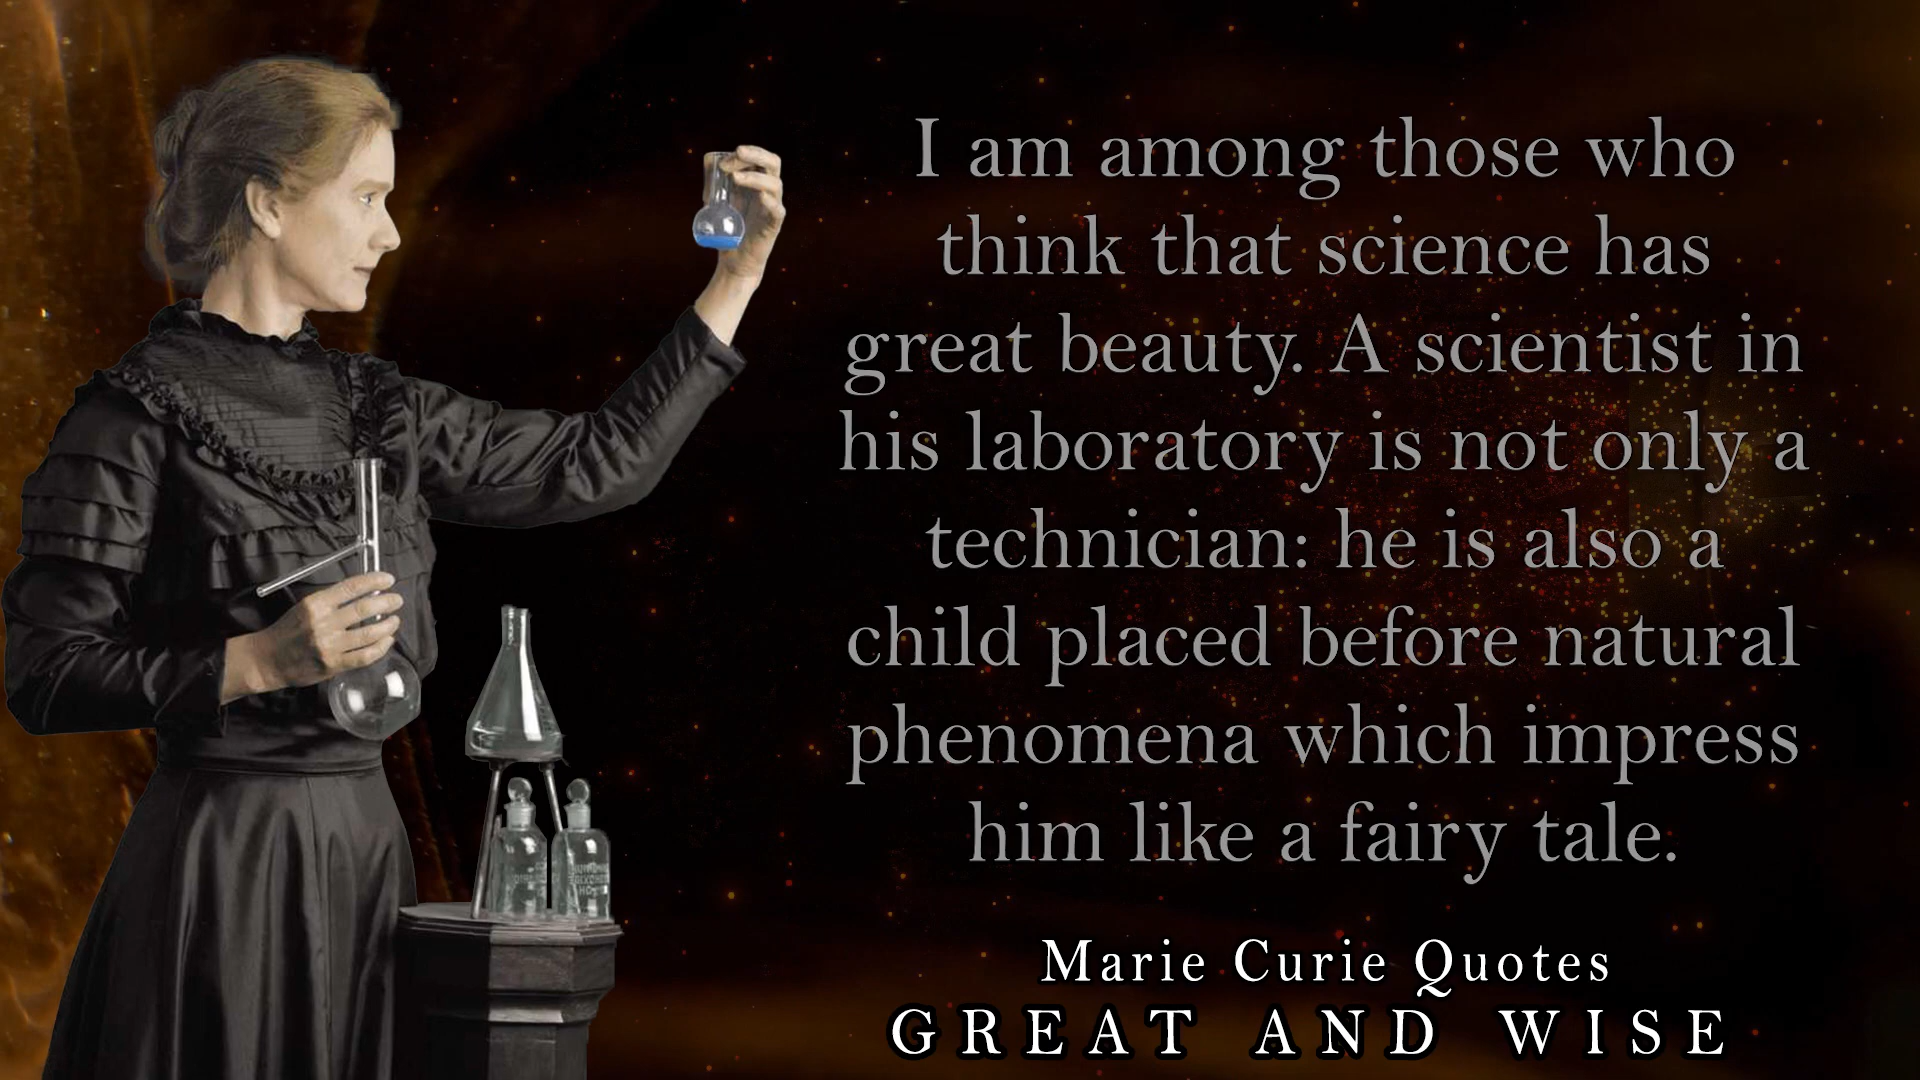 I am among those who
think that science has
great beauty. A scientist in
his laboratory is not only a
technician: he is also a
child placed before natural
phenomena which impress
him like a fairy tale.
Marie Curie Quotes
GREAT AND WISE